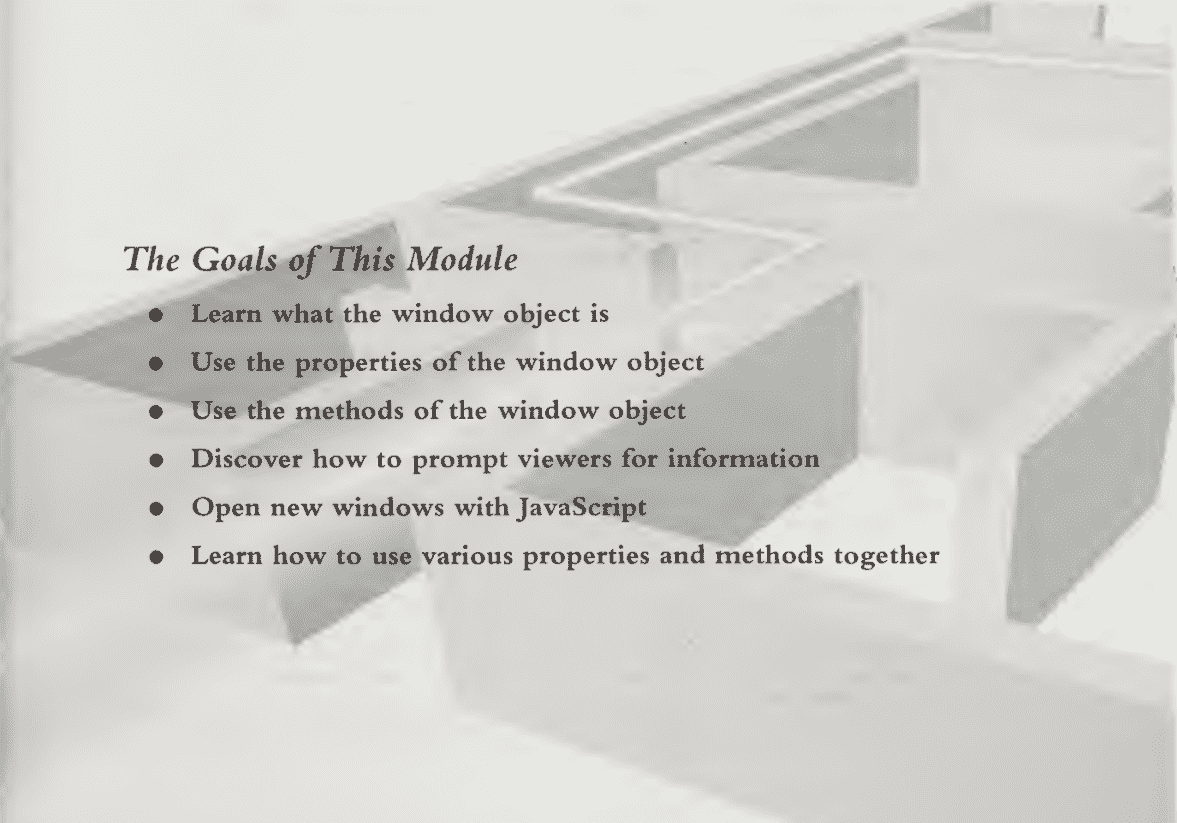 The Goals of This Module
● Learn what the window object is
● Use the properties of the window object
● Use the methods of the window object
● Discover how to prompt viewers for information
● Open new windows with JavaScript
● Learn how to use various properties and methods together